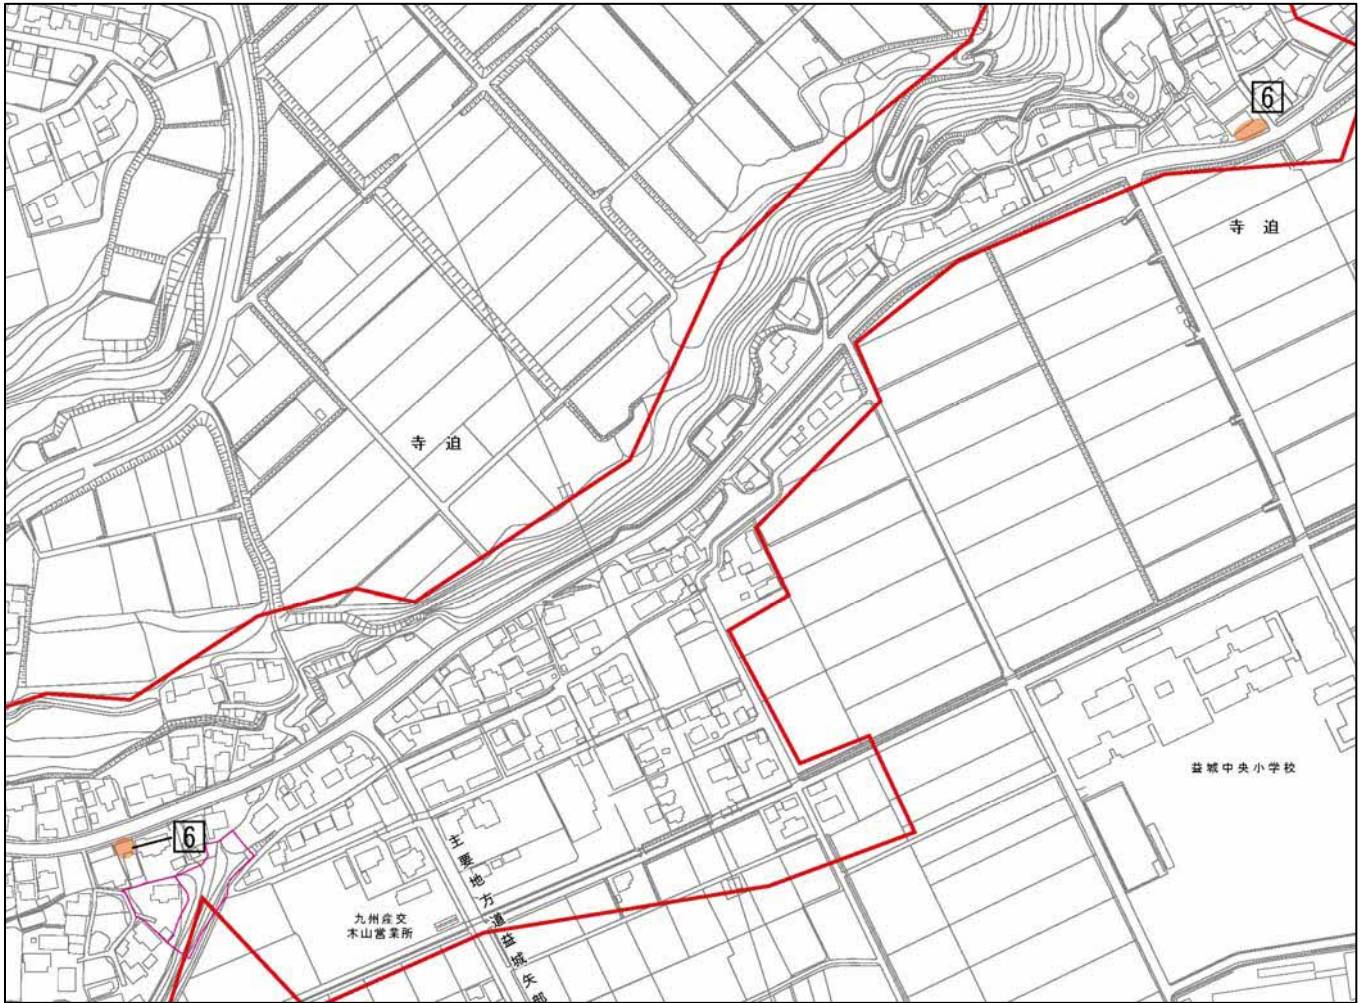 6
寺迫
寺迫
益城中央小学校
6
主要地方道益城矢部
九州産交
木山営業所